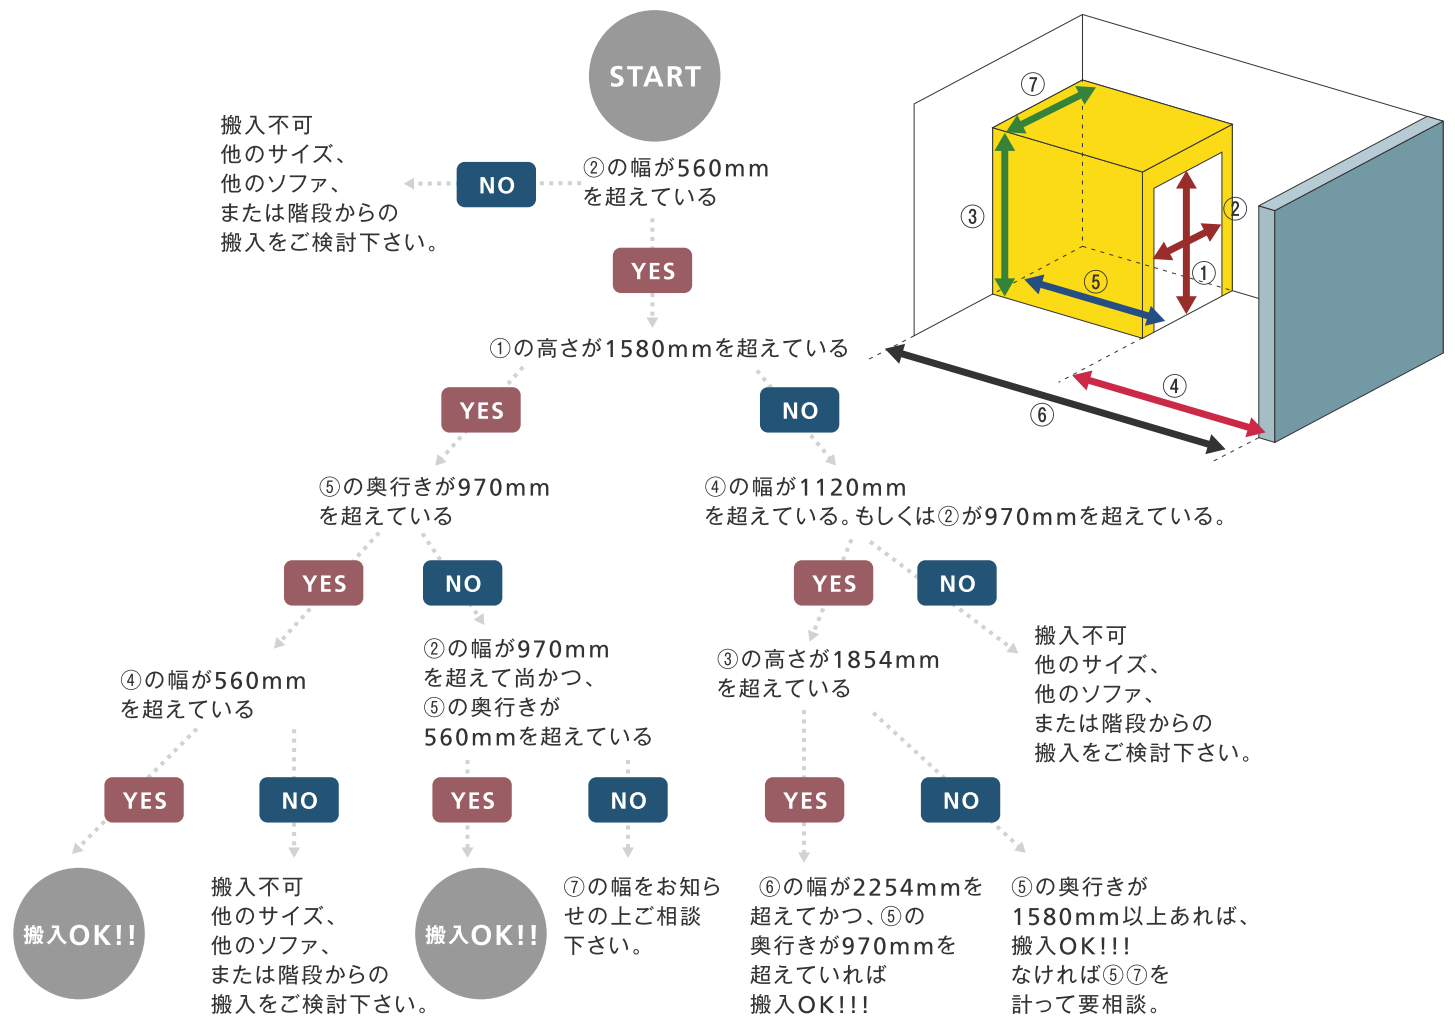 START
②の幅が560mm
を超えている
NO
搬入不可
他のサイズ、
他のソファ、
または階段からの
搬入をご検討下さい。
YES
①の高さが1580mmを超えている
YES
NO
⑤の奥行きが970mm
を超えている
④の幅が1120mm
を超えている。もしくは②が970mmを超えている。
YES
NO
YES
NO
④の幅が560mm
を超えている
②の幅が970mm
を超えて尚かつ、
⑤の奥行きが
560mmを超えている
③の高さが1854mm
を超えている
搬入不可
他のサイズ、
他のソファ、
または階段からの
搬入をご検討下さい。
YES
NO
YES
NO
YES
NO
搬入OK!!
搬入不可
他のサイズ、
他のソファ、
または階段からの
搬入をご検討下さい。
搬入OK!!
⑦の幅をお知ら
せの上ご相談
下さい。
⑥の幅が2254mmを
超えてかつ、⑤の
奥行きが970mmを
超えていれば
搬入OK!!!
⑤の奥行きが
1580mm以上あれば、
搬入OK!!!
なければ⑤⑦を
計って要相談。
⑦
③
②
①
⑤
④
⑥